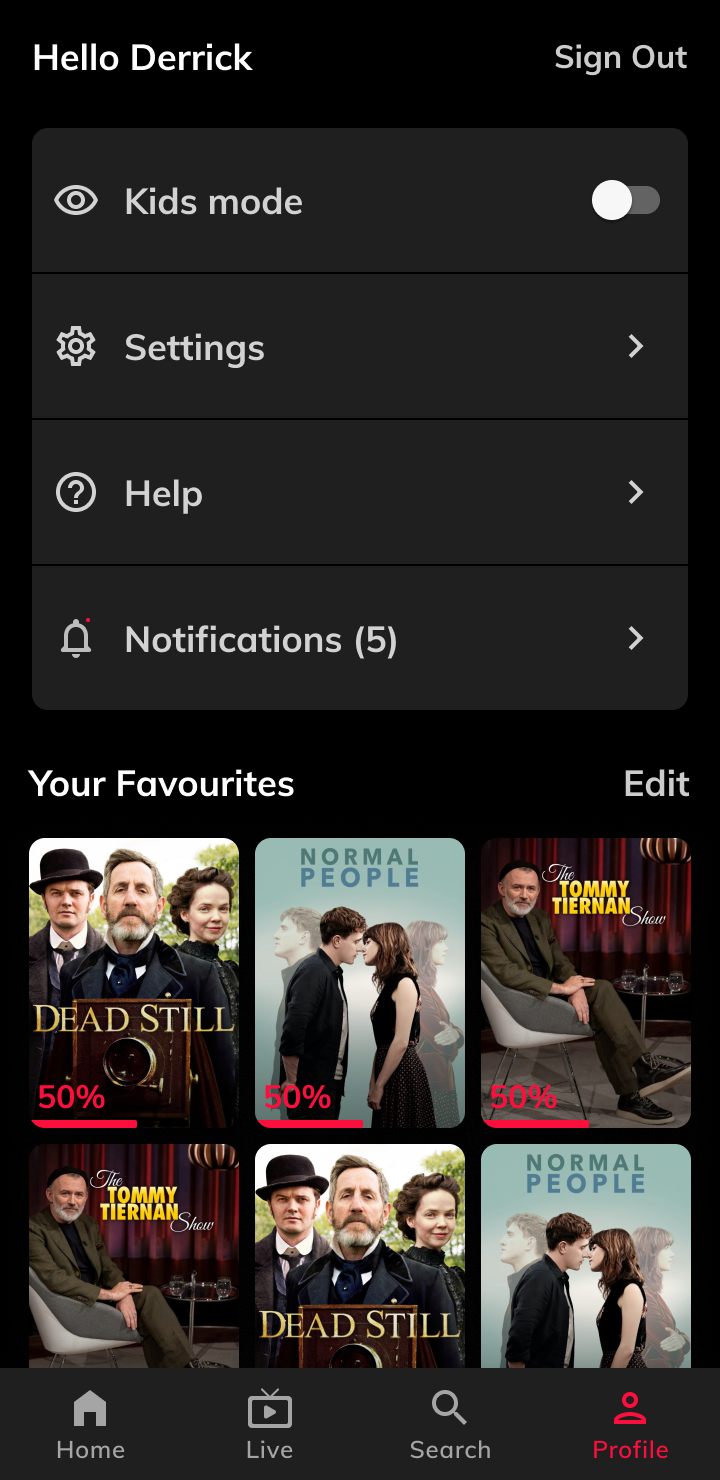 Hello Derrick
Sign Out
Kids mode
Settings
Help
Notifications (5)
Your Favourites
Edit
DEAD STILL
50%
NORMAL
PEOPLE
50%
The
TOMMY
TIERNAN
Show
50%
The
TOMMY
TIERNAN
Show
DEAD STILL
NORMAL
PEOPLE
Home
Live
Search
Profile